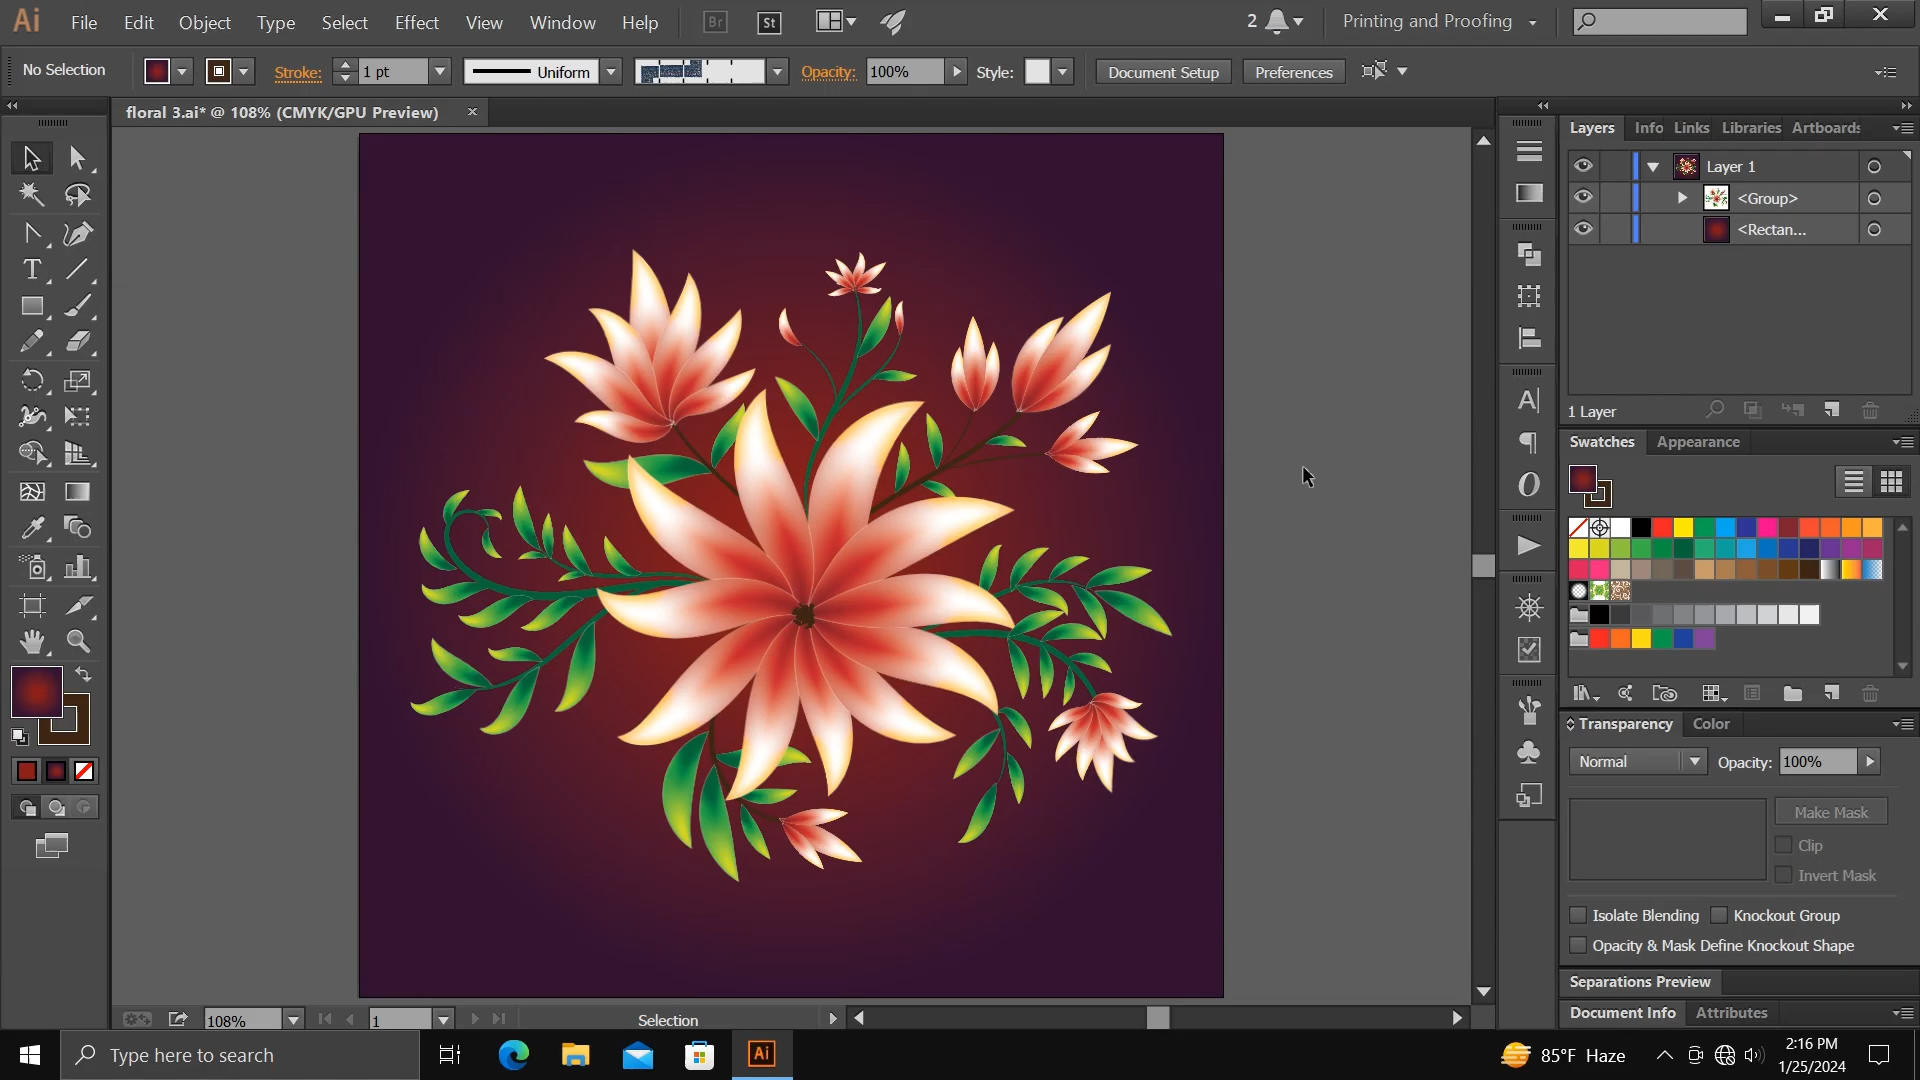 Ai File Edit Object Type Select Effect View Window Help Br St 2 Printing and Proofing
No Selection Stroke: 1 pt Uniform Opacity: 100% Style: Document Setup Preferences
floral 3.ai* @ 108% (CMYK/GPU Preview)
Layers Info Links Libraries Artboards
Layer 1
<Group>
<Rectan...
1 Layer
Swatches Appearance
Transparency Color
Normal Opacity: 100%
Make Mask
Clip
Invert Mask
Isolate Blending Knockout Group
Opacity & Mask Define Knockout Shape
Separations Preview
Document Info Attributes
108% 1 Selection
Type here to search Ai 85°F Haze 2:16 PM
1/25/2024